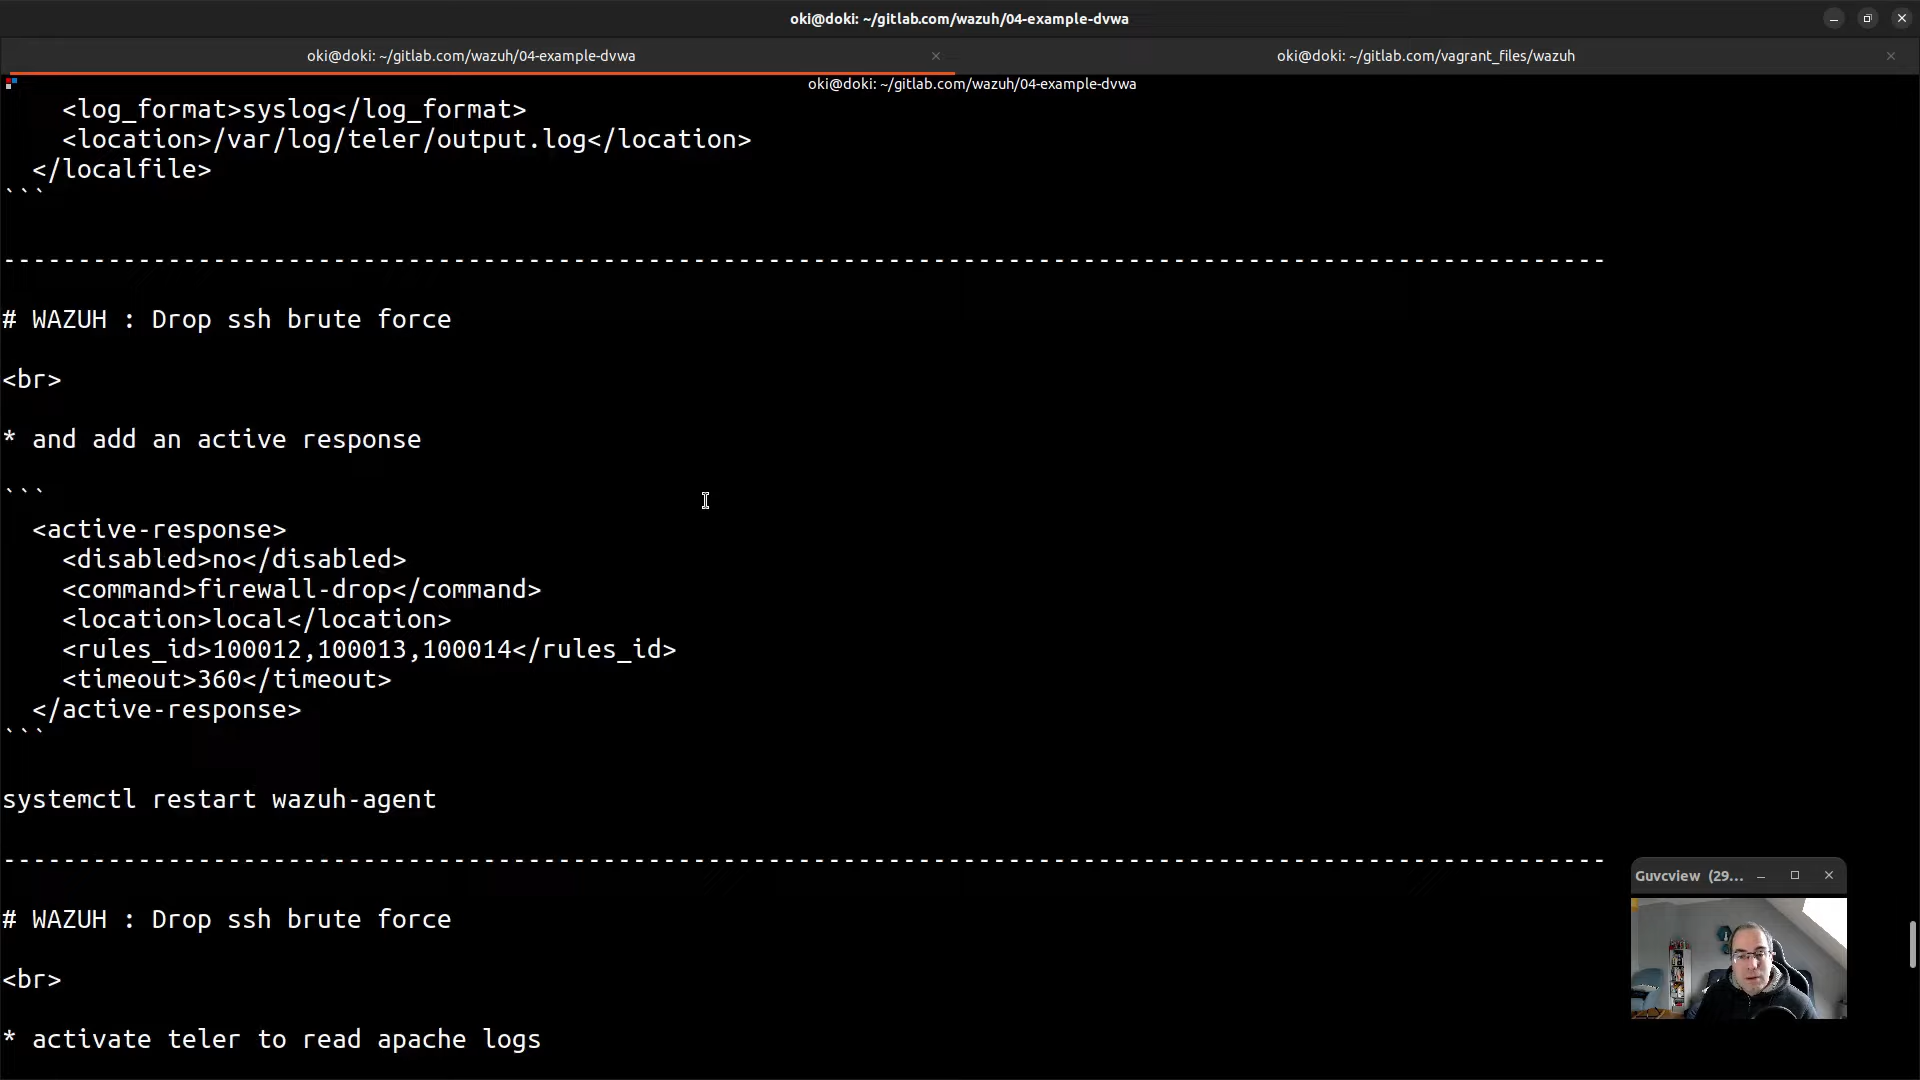 oki@doki: ~/gitlab.com/wazuh/04-example-dvwa
oki@doki: ~/gitlab.com/wazuh/04-example-dvwa
oki@doki: ~/gitlab.com/vagrant_files/wazuh
oki@doki: ~/gitlab.com/wazuh/04-example-dvwa
<log_format>syslog</log_format>
<location>/var/log/teler/output.log</location>
</localfile>
```
-----------------------------------------------------------------------------------------------------------
# WAZUH : Drop ssh brute force
<br>
* and add an active response
```
<active-response>
<disabled>no</disabled>
<command>firewall-drop</command>
<location>local</location>
<rules_id>100012,100013,100014</rules_id>
<timeout>360</timeout>
</active-response>
```
systemctl restart wazuh-agent
-----------------------------------------------------------------------------------------------------------
Guvcview (29...
# WAZUH : Drop ssh brute force
<br>
* activate teler to read apache logs